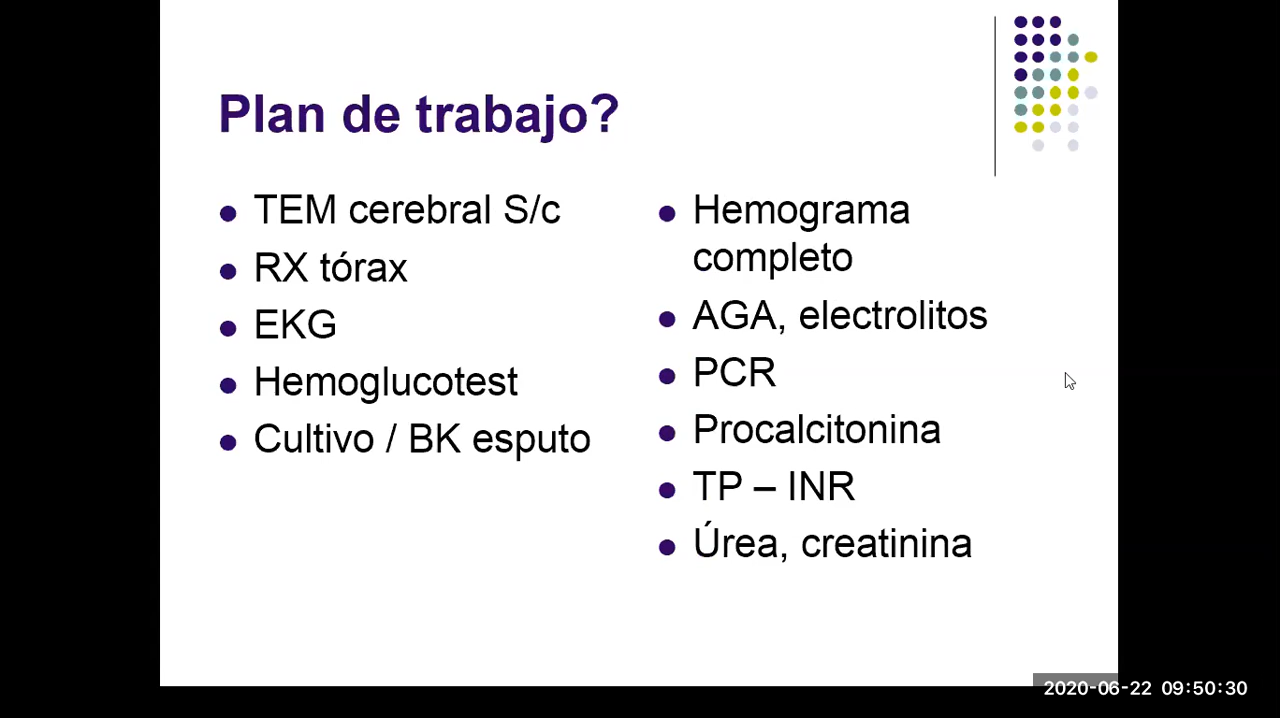 Plan de trabajo?
TEM cerebral S/c
RX tórax
EKG
Hemoglucotest
Cultivo / BK esputo
Hemograma
completo
AGA, electrolitos
PCR
Procalcitonina
TP – INR
Úrea, creatinina
2020-06-22 09:50:30